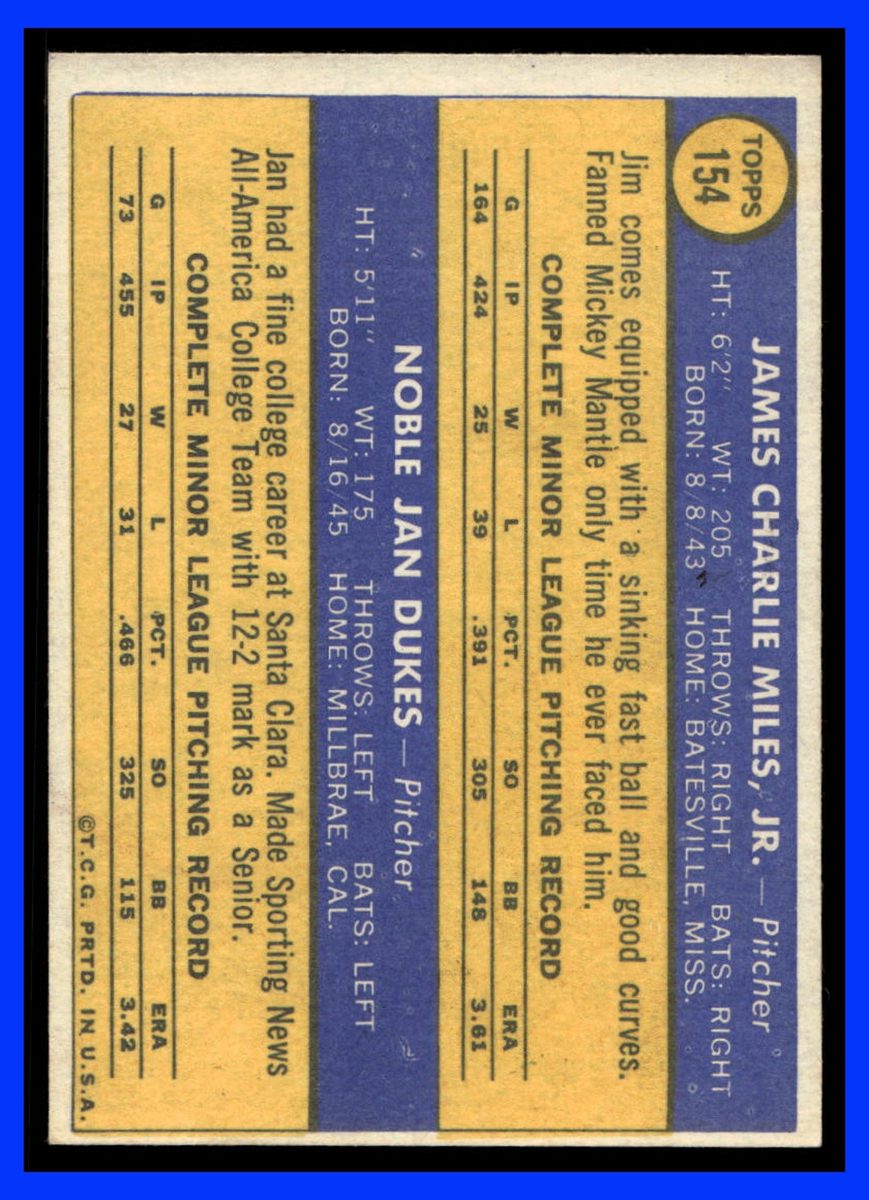 TOPPS
154
JAMES CHARLIE MILES, JR. — Pitcher
HT: 6'2" WT: 205 THROWS: RIGHT BATS: RIGHT
BORN: 8/8/43 HOME: BATESVILLE, MISS.
Jim comes equipped with a sinking fast ball and good curves.
Fanned Mickey Mantle only time he ever faced him.
COMPLETE MINOR LEAGUE PITCHING RECORD
G IP W L PCT. SO BB ERA
164 424 25 39 .391 305 148 3.61
NOBLE JAN DUKES — Pitcher
HT: 5'11" WT: 175 THROWS: LEFT BATS: LEFT
BORN: 8/16/45 HOME: MILLBRAE, CAL.
Jan had a fine college career at Santa Clara. Made Sporting News
All-America College Team with 12-2 mark as a Senior.
COMPLETE MINOR LEAGUE PITCHING RECORD
G IP W L PCT. SO BB ERA
73 455 27 31 .466 325 115 3.42
©T.C.G. PRTD. IN U.S.A.